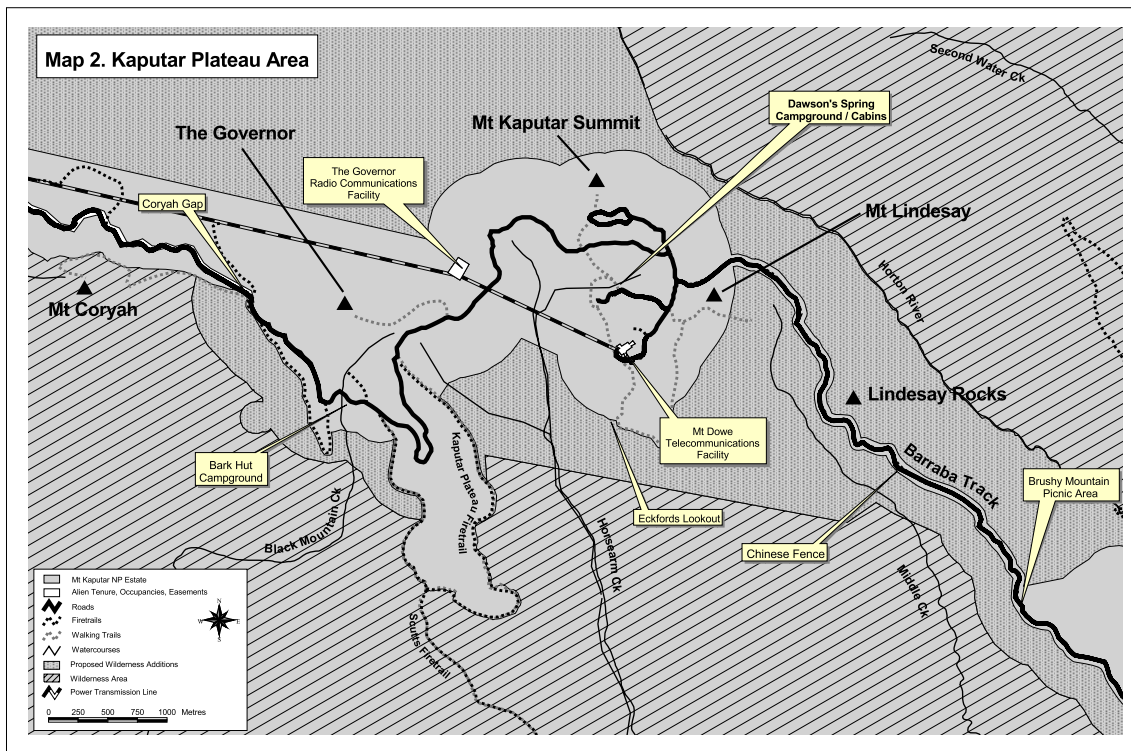 Map 2. Kaputar Plateau Area
Second Water Ck
Dawson's Spring
Campground / Cabins
Mt Kaputar Summit
The Governor
The Governor
Radio Communications
Facility
Coryah Gap
Mt Lindesay
Horton River
Mt Coryah
Lindesay Rocks
Mt Dowe
Telecommunications
Facility
Barraba Track
Bark Hut
Campground
Kaputar Plateau Firetrail
Brushy Mountain
Picnic Area
Eckfords Lookout
Chinese Fence
Black Mountain Ck
Horsearm Ck
Middle Ck
Scutts Firetrail
Mt Kaputar NP Estate
Alien Tenure, Occupancies, Easements
Roads
Firetrails
Walking Trails
Watercourses
Proposed Wilderness Additions
Wilderness Area
Power Transmission Line
N
W E
S
0 250 500 750 1000 Metres